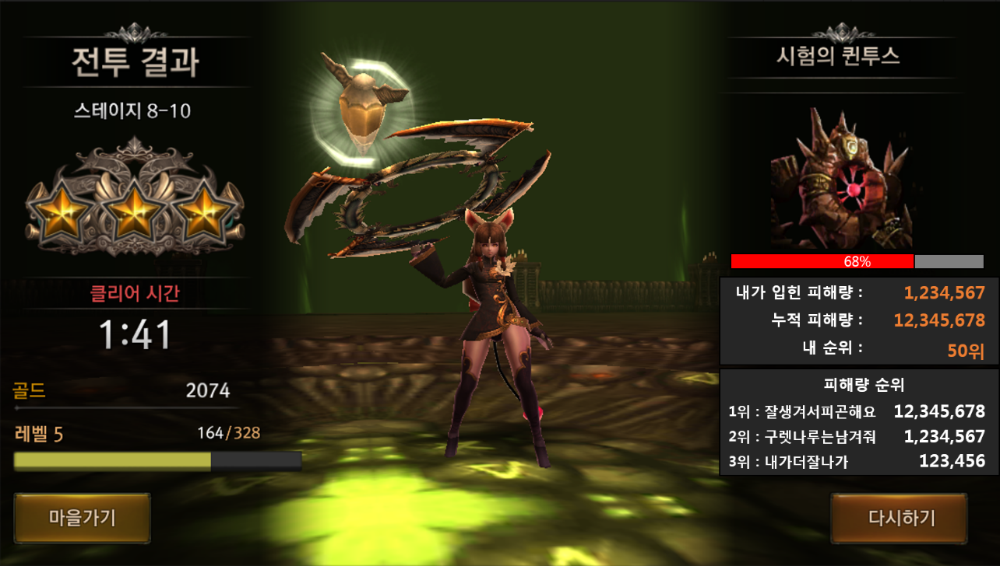 전투 결과
스테이지 8-10
클리어 시간
1:41
골드 2074
레벨 5 164/328
마을가기
시험의 퀸투스
68%
내가 입힌 피해량 : 1,234,567
누적 피해량 : 12,345,678
내 순위 : 50위
피해량 순위
1위 : 잘생겨서피곤해요 12,345,678
2위 : 구렛나루는남겨줘 1,234,567
3위 : 내가더잘나가 123,456
다시하기